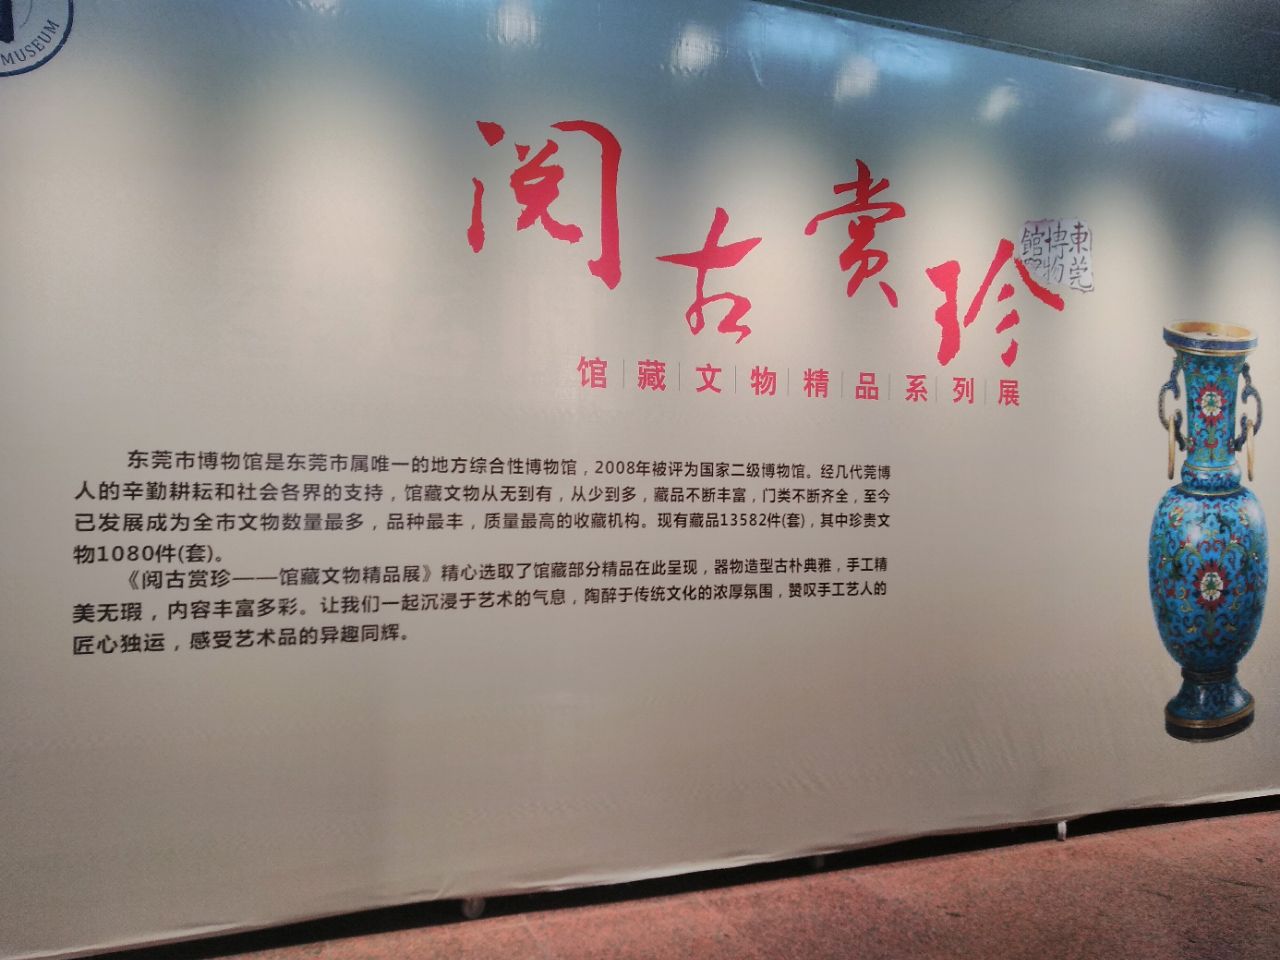 MUSEUM
阅古赏珍
東莞
博物
館
馆藏文物精品系列展
东莞市博物馆是东莞市属唯一的地方综合性博物馆，2008年被评为国家二级博物馆。经几代莞博
人的辛勤耕耘和社会各界的支持，馆藏文物从无到有，从少到多，藏品不断丰富，门类不断齐全，至今
已发展成为全市文物数量最多，品种最丰，质量最高的收藏机构。现有藏品13582件(套)，其中珍贵文
物1080件(套)。
《阅古赏珍——馆藏文物精品展》精心选取了馆藏部分精品在此呈现，器物造型古朴典雅，手工精
美无瑕，内容丰富多彩。让我们一起沉浸于艺术的气息，陶醉于传统文化的浓厚氛围，赞叹手工艺人的
匠心独运，感受艺术品的异趣同辉。